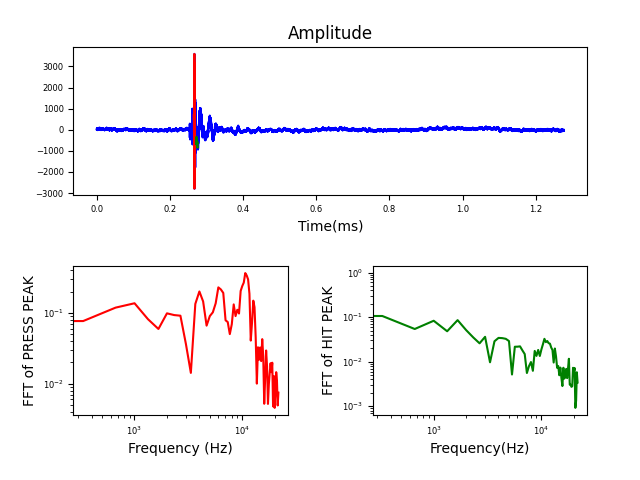 Amplitude
3000
2000
1000
0
−1000
−2000
−3000
0.0 0.2 0.4 0.6 0.8 1.0 1.2
Time(ms)
FFT of PRESS PEAK
10⁻¹
10⁻²
10³ 10⁴
Frequency (Hz)
FFT of HIT PEAK
10⁰
10⁻¹
10⁻²
10⁻³
10³ 10⁴
Frequency(Hz)